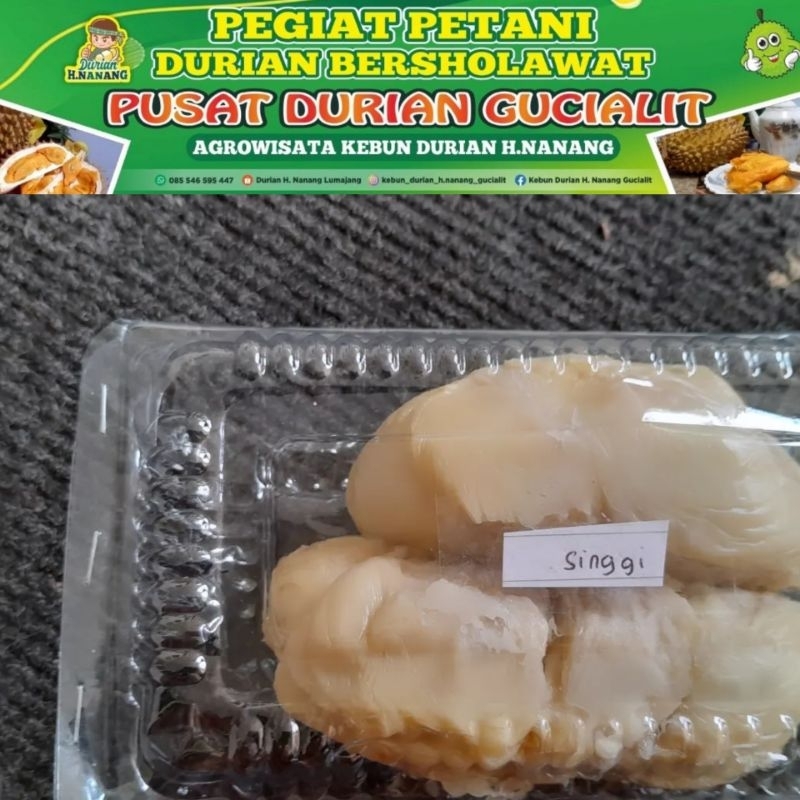 Durian
H.NANANG
PEGIAT PETANI
DURIAN BERSHOLAWAT
PUSAT DURIAN GUCIALIT
AGROWISATA KEBUN DURIAN H.NANANG
085 546 595 447 Durian H. Nanang Lumajang kebun_durian_h.nanang_gucialit Kebun Durian H. Nanang Gucialit
Singgi